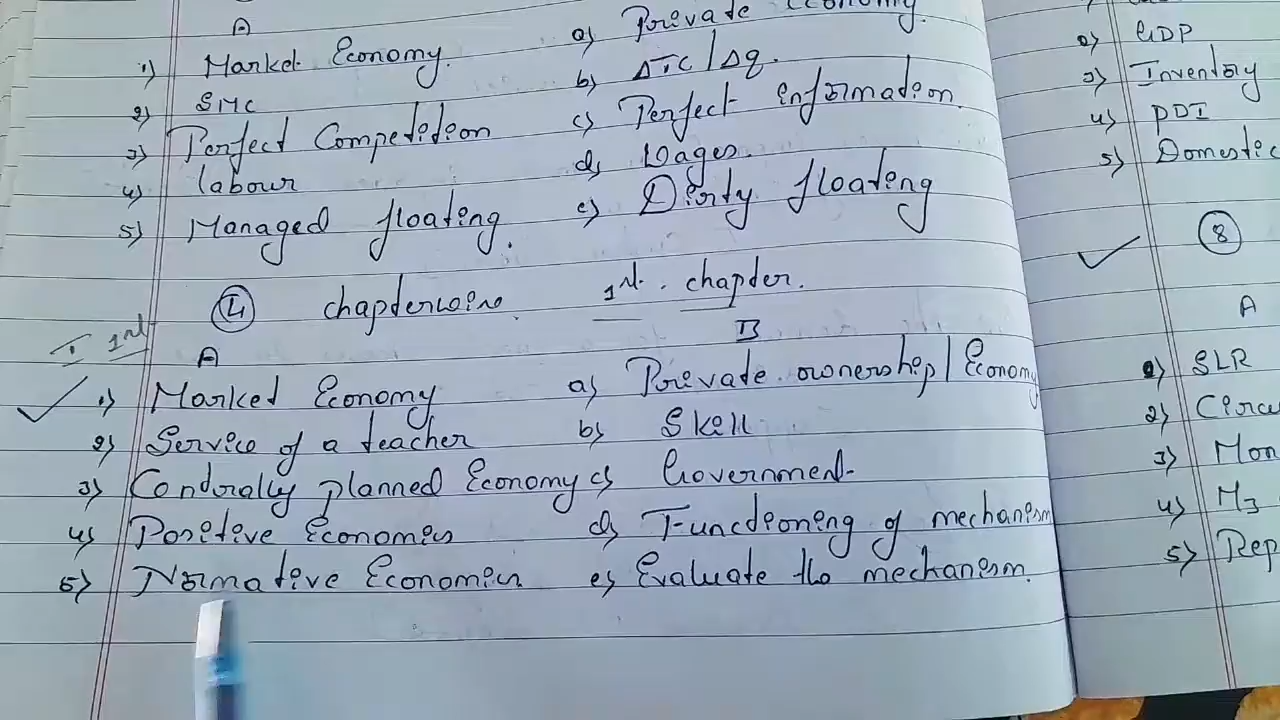 A
1) Market Economy. a) Private Economy.
2) SMC b) ΔTC/Δq.
3) Perfect Competition c) Perfect information.
4) labour d) Wages.
5) Managed floating. e) Dirty floating
4 chapterwise. 1st. chapter.
I 1st
A B
1) Market Economy a) Private ownership/Economy
2) Service of a teacher b) Skill
3) Centrally planned Economy c) Government
4) Positive Economics d) Functioning of mechanism
5) Normative Economics e) Evaluate the mechanism.
2) GDP
3) Inventory
4) PDI
5) Domestic
8
A
1) SLR
2) Circu
3) Mon
4) M3
5) Rep